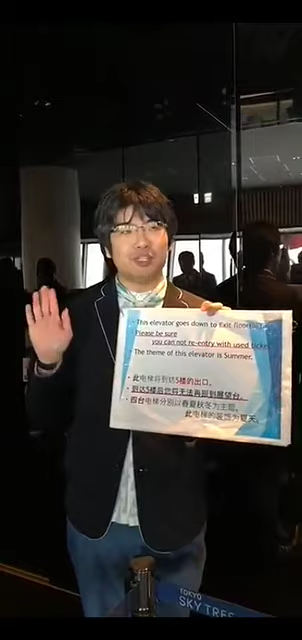 This elevator goes down to Exit floor(5F).
Please be sure
you can not re-entry with used ticket.
The theme of this elevator is Summer.
・此电梯将到达5楼的出口。
・到达5楼后您将无法再回到展望台。
・四台电梯分别以春夏秋冬为主题。
此电梯的装饰为夏天。
TOKYO
SKYTREE